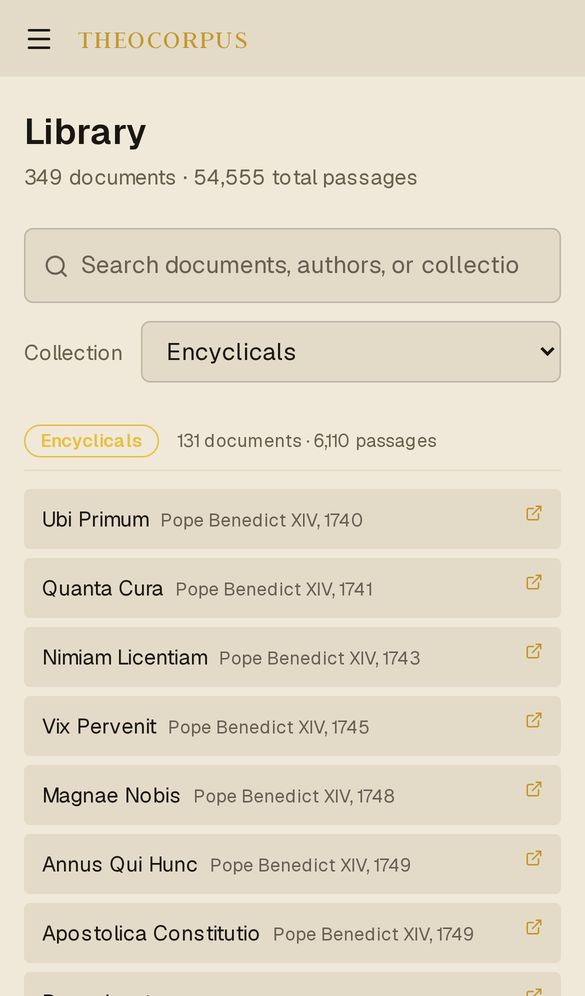 THEOCORPUS
Library
349 documents · 54,555 total passages
Search documents, authors, or collectio
Collection Encyclicals
Encyclicals 131 documents · 6,110 passages
Ubi Primum Pope Benedict XIV, 1740
Quanta Cura Pope Benedict XIV, 1741
Nimiam Licentiam Pope Benedict XIV, 1743
Vix Pervenit Pope Benedict XIV, 1745
Magnae Nobis Pope Benedict XIV, 1748
Annus Qui Hunc Pope Benedict XIV, 1749
Apostolica Constitutio Pope Benedict XIV, 1749